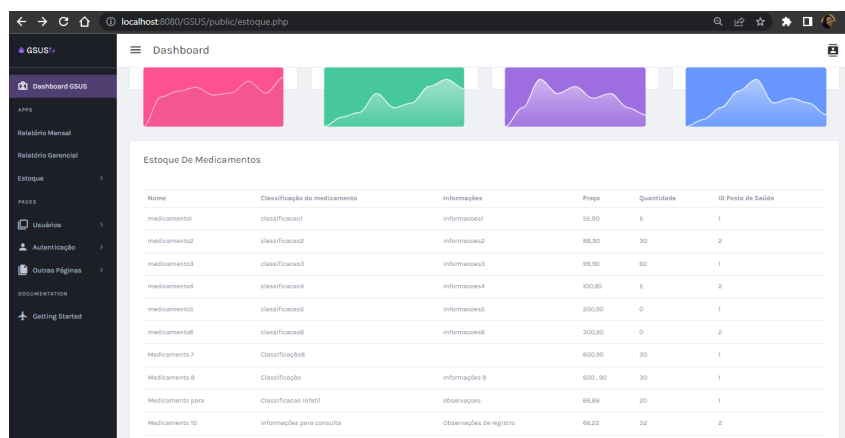 localhost:8080/GSUS/public/estoque.php
GSUS
Dashboard
Dashboard GSUS
APPS
Relatório Mensal
Relatório Gerencial
Estoque
PAGES
Usuários
Autenticação
Outras Páginas
DOCUMENTATION
Getting Started
Estoque De Medicamentos
Nome Classificação do medicamento Informações Preço Quantidade ID Posto de Saúde
medicamento1 classificacao1 informacoes1 55,90 5 1
medicamento2 classificacao2 informacoes2 88,90 30 2
medicamento3 classificacao3 informacoes3 99,90 60 1
medicamento4 classificacao4 informacoes4 100,90 5 2
medicamento5 classificacao5 informacoes5 200,90 0 1
medicamento6 classificacao6 informacoes6 300,90 0 2
Medicamento 7 Classificação8 600,90 30 1
Medicamento 8 Classificação Informações 9 600 , 90 30 1
Medicamento para Classificacao infatil observaçoes 66,86 20 1
Medicamento 10 Informações para consulta Observações de registro 66,22 32 2